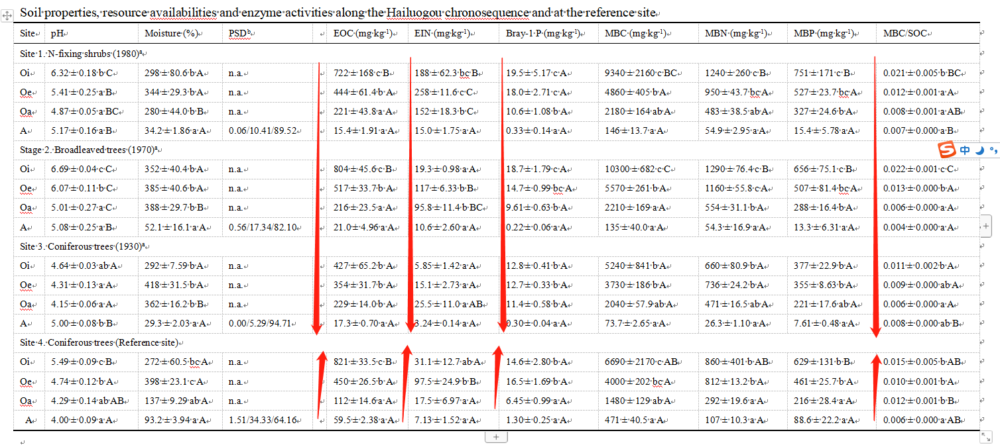 Soil properties, resource availabilities and enzyme activities along the Hailuogou chronosequence and at the reference site
Site pH Moisture (%) PSDb EOC (mg kg-1) EIN (mg kg-1) Bray-1 P (mg kg-1) MBC (mg kg-1) MBN (mg kg-1) MBP (mg kg-1) MBC/SOC
Site 1. N-fixing shrubs (1980)a
Oi 6.32 ± 0.18 b C 298 ± 80.6 b A n.a. 722 ± 168 c B 188 ± 62.3 bc B 19.5 ± 5.17 c A 9340 ± 2160 c BC 1240 ± 260 c B 751 ± 171 c B 0.021 ± 0.005 b BC
Oe 5.41 ± 0.25 a B 344 ± 29.3 b A n.a. 444 ± 61.4 b A 258 ± 11.6 c C 18.0 ± 2.71 c A 4860 ± 405 b A 950 ± 43.7 bc A 527 ± 23.7 bc A 0.012 ± 0.001 a A
Oa 4.87 ± 0.05 a BC 280 ± 44.0 b B n.a. 221 ± 43.8 a A 152 ± 18.3 b C 10.6 ± 1.08 b A 2180 ± 164 ab A 483 ± 38.5 ab A 327 ± 24.6 b A 0.008 ± 0.001 a AB
A 5.17 ± 0.16 a B 34.2 ± 1.86 a A 0.06/10.41/89.52 15.4 ± 1.91 a A 15.0 ± 1.75 a A 0.33 ± 0.14 a A 146 ± 13.7 a A 54.9 ± 2.95 a A 15.4 ± 5.78 a A 0.007 ± 0.000 a B
Stage 2. Broadleaved trees (1970)a
Oi 6.69 ± 0.04 c C 352 ± 40.4 b A n.a. 804 ± 45.6 c B 19.3 ± 0.98 a A 18.7 ± 1.79 c A 10300 ± 682 c C 1290 ± 76.4 c B 656 ± 75.1 c B 0.022 ± 0.001 c C
Oe 6.07 ± 0.11 b C 385 ± 40.6 b A n.a. 517 ± 33.7 b A 117 ± 6.33 b B 14.7 ± 0.99 bc A 5570 ± 261 b A 1160 ± 55.8 c A 507 ± 81.4 bc A 0.013 ± 0.000 b A
Oa 5.01 ± 0.27 a C 388 ± 29.7 b B n.a. 216 ± 23.5 a A 95.8 ± 11.4 b BC 9.61 ± 0.63 b A 2210 ± 169 a A 554 ± 31.1 b A 288 ± 16.4 b A 0.006 ± 0.000 a A
A 5.08 ± 0.25 a B 52.1 ± 16.1 a A 0.56/17.34/82.10 21.0 ± 4.96 a A 10.6 ± 2.60 a A 0.22 ± 0.06 a A 135 ± 40.0 a A 54.3 ± 16.9 a A 13.3 ± 6.31 a A 0.004 ± 0.000 a A
Site 3. Coniferous trees (1930)a
Oi 4.64 ± 0.03 ab A 292 ± 7.59 b A n.a. 427 ± 65.2 b A 5.85 ± 1.42 a A 12.8 ± 0.41 b A 5240 ± 841 b A 660 ± 80.9 b A 377 ± 22.9 b A 0.011 ± 0.002 b A
Oe 4.31 ± 0.13 a A 418 ± 31.5 b A n.a. 354 ± 31.7 b A 15.1 ± 2.73 a A 12.7 ± 0.33 b A 3730 ± 186 b A 736 ± 24.2 b A 355 ± 8.63 b A 0.009 ± 0.000 ab A
Oa 4.15 ± 0.06 a A 362 ± 16.2 b B n.a. 229 ± 14.0 b A 25.5 ± 11.0 a AB 11.4 ± 0.58 b A 2040 ± 57.9 ab A 471 ± 16.5 ab A 221 ± 17.6 ab A 0.006 ± 0.000 a A
A 5.00 ± 0.08 b B 29.3 ± 2.03 a A 0.00/5.29/94.71 17.3 ± 0.70 a A 3.24 ± 0.14 a A 0.30 ± 0.04 a A 73.7 ± 2.65 a A 26.3 ± 1.10 a A 7.61 ± 0.48 a A 0.008 ± 0.000 ab B
Site 4. Coniferous trees (Reference site)
Oi 5.49 ± 0.09 c B 272 ± 60.5 bc A n.a. 821 ± 33.5 c B 31.1 ± 12.7 ab A 14.6 ± 2.80 b A 6690 ± 2170 c AB 860 ± 401 b AB 629 ± 131 b B 0.015 ± 0.005 b AB
Oe 4.74 ± 0.12 b A 398 ± 23.1 c A n.a. 450 ± 26.5 b A 97.5 ± 24.9 b B 16.5 ± 1.69 b A 4000 ± 202 bc A 812 ± 13.2 b A 461 ± 25.7 b A 0.010 ± 0.001 b A
Oa 4.29 ± 0.14 ab AB 137 ± 9.29 ab A n.a. 112 ± 14.6 a A 17.5 ± 6.97 a A 6.45 ± 0.99 a A 1480 ± 129 ab A 292 ± 19.6 a A 216 ± 28.4 a A 0.012 ± 0.001 b B
A 4.00 ± 0.09 a A 93.2 ± 3.94 a A 1.51/34.33/64.16 59.5 ± 2.38 a A 7.13 ± 1.52 a A 1.30 ± 0.25 a A 471 ± 40.5 a A 107 ± 10.3 a A 88.6 ± 22.2 a A 0.006 ± 0.000 a AB
S 中